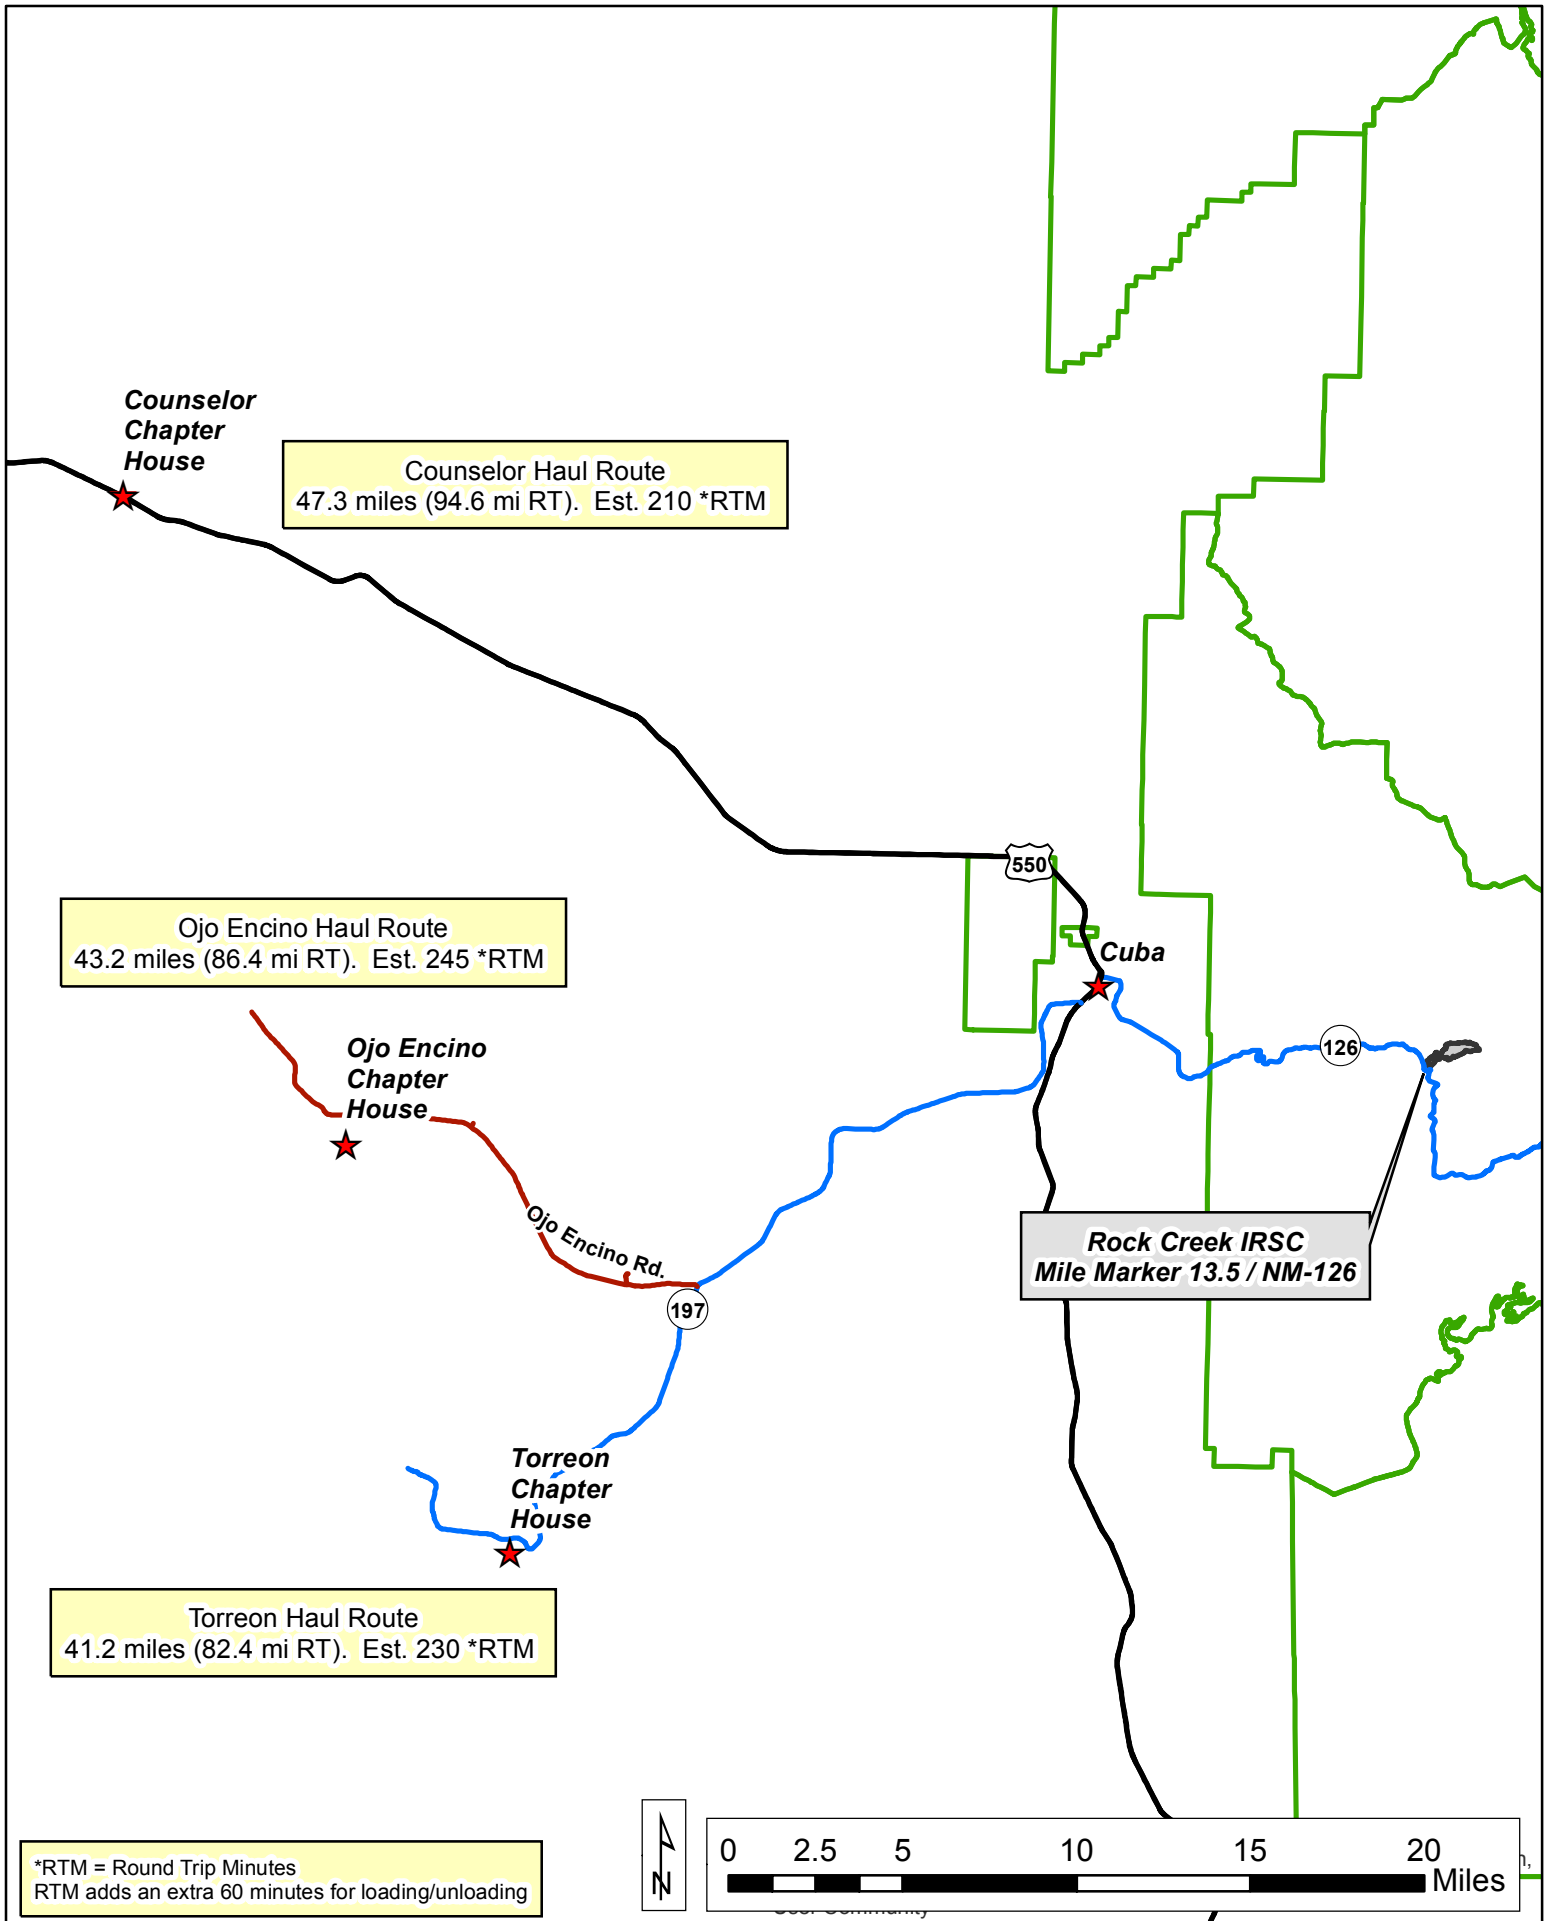 Counselor
Chapter
House
Counselor Haul Route
47.3 miles (94.6 mi RT).  Est. 210 *RTM
550
Ojo Encino Haul Route
43.2 miles (86.4 mi RT).  Est. 245 *RTM
Cuba
Ojo Encino
Chapter
House
126
Ojo Encino Rd.
Rock Creek IRSC
Mile Marker 13.5 / NM-126
197
Torreon
Chapter
House
Torreon Haul Route
41.2 miles (82.4 mi RT).  Est. 230 *RTM
*RTM = Round Trip Minutes
RTM adds an extra 60 minutes for loading/unloading
N
0 2.5 5 10 15 20
Miles